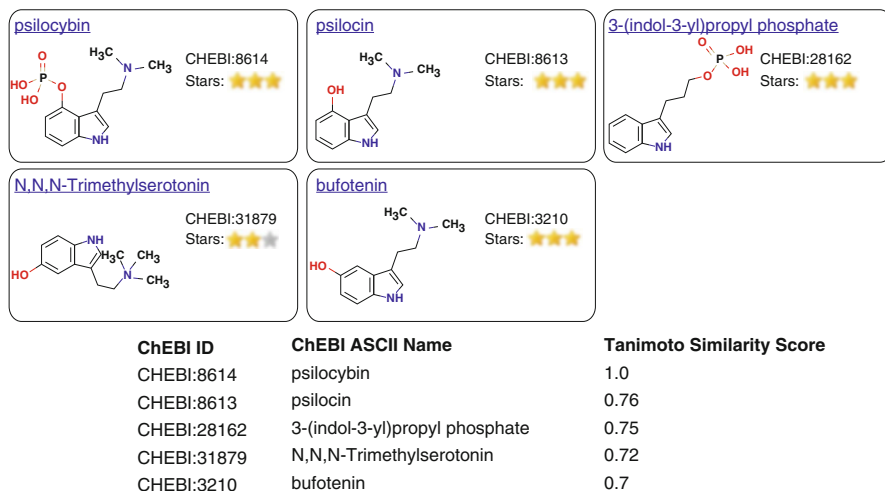 psilocybin
H₃C
CH₃
N
O
HO
P
O
HO
NH
CHEBI:8614
Stars:
psilocin
H₃C
N
CH₃
OH
NH
CHEBI:8613
Stars:
3-(indol-3-yl)propyl phosphate
O
OH
P
OH
O
NH
CHEBI:28162
Stars:
N,N,N-Trimethylserotonin
NH
H₃C
CH₃
N
CH₃
HO
CHEBI:31879
Stars:
bufotenin
H₃C
CH₃
N
HO
NH
CHEBI:3210
Stars:
ChEBI ID ChEBI ASCII Name Tanimoto Similarity Score
CHEBI:8614 psilocybin 1.0
CHEBI:8613 psilocin 0.76
CHEBI:28162 3-(indol-3-yl)propyl phosphate 0.75
CHEBI:31879 N,N,N-Trimethylserotonin 0.72
CHEBI:3210 bufotenin 0.7